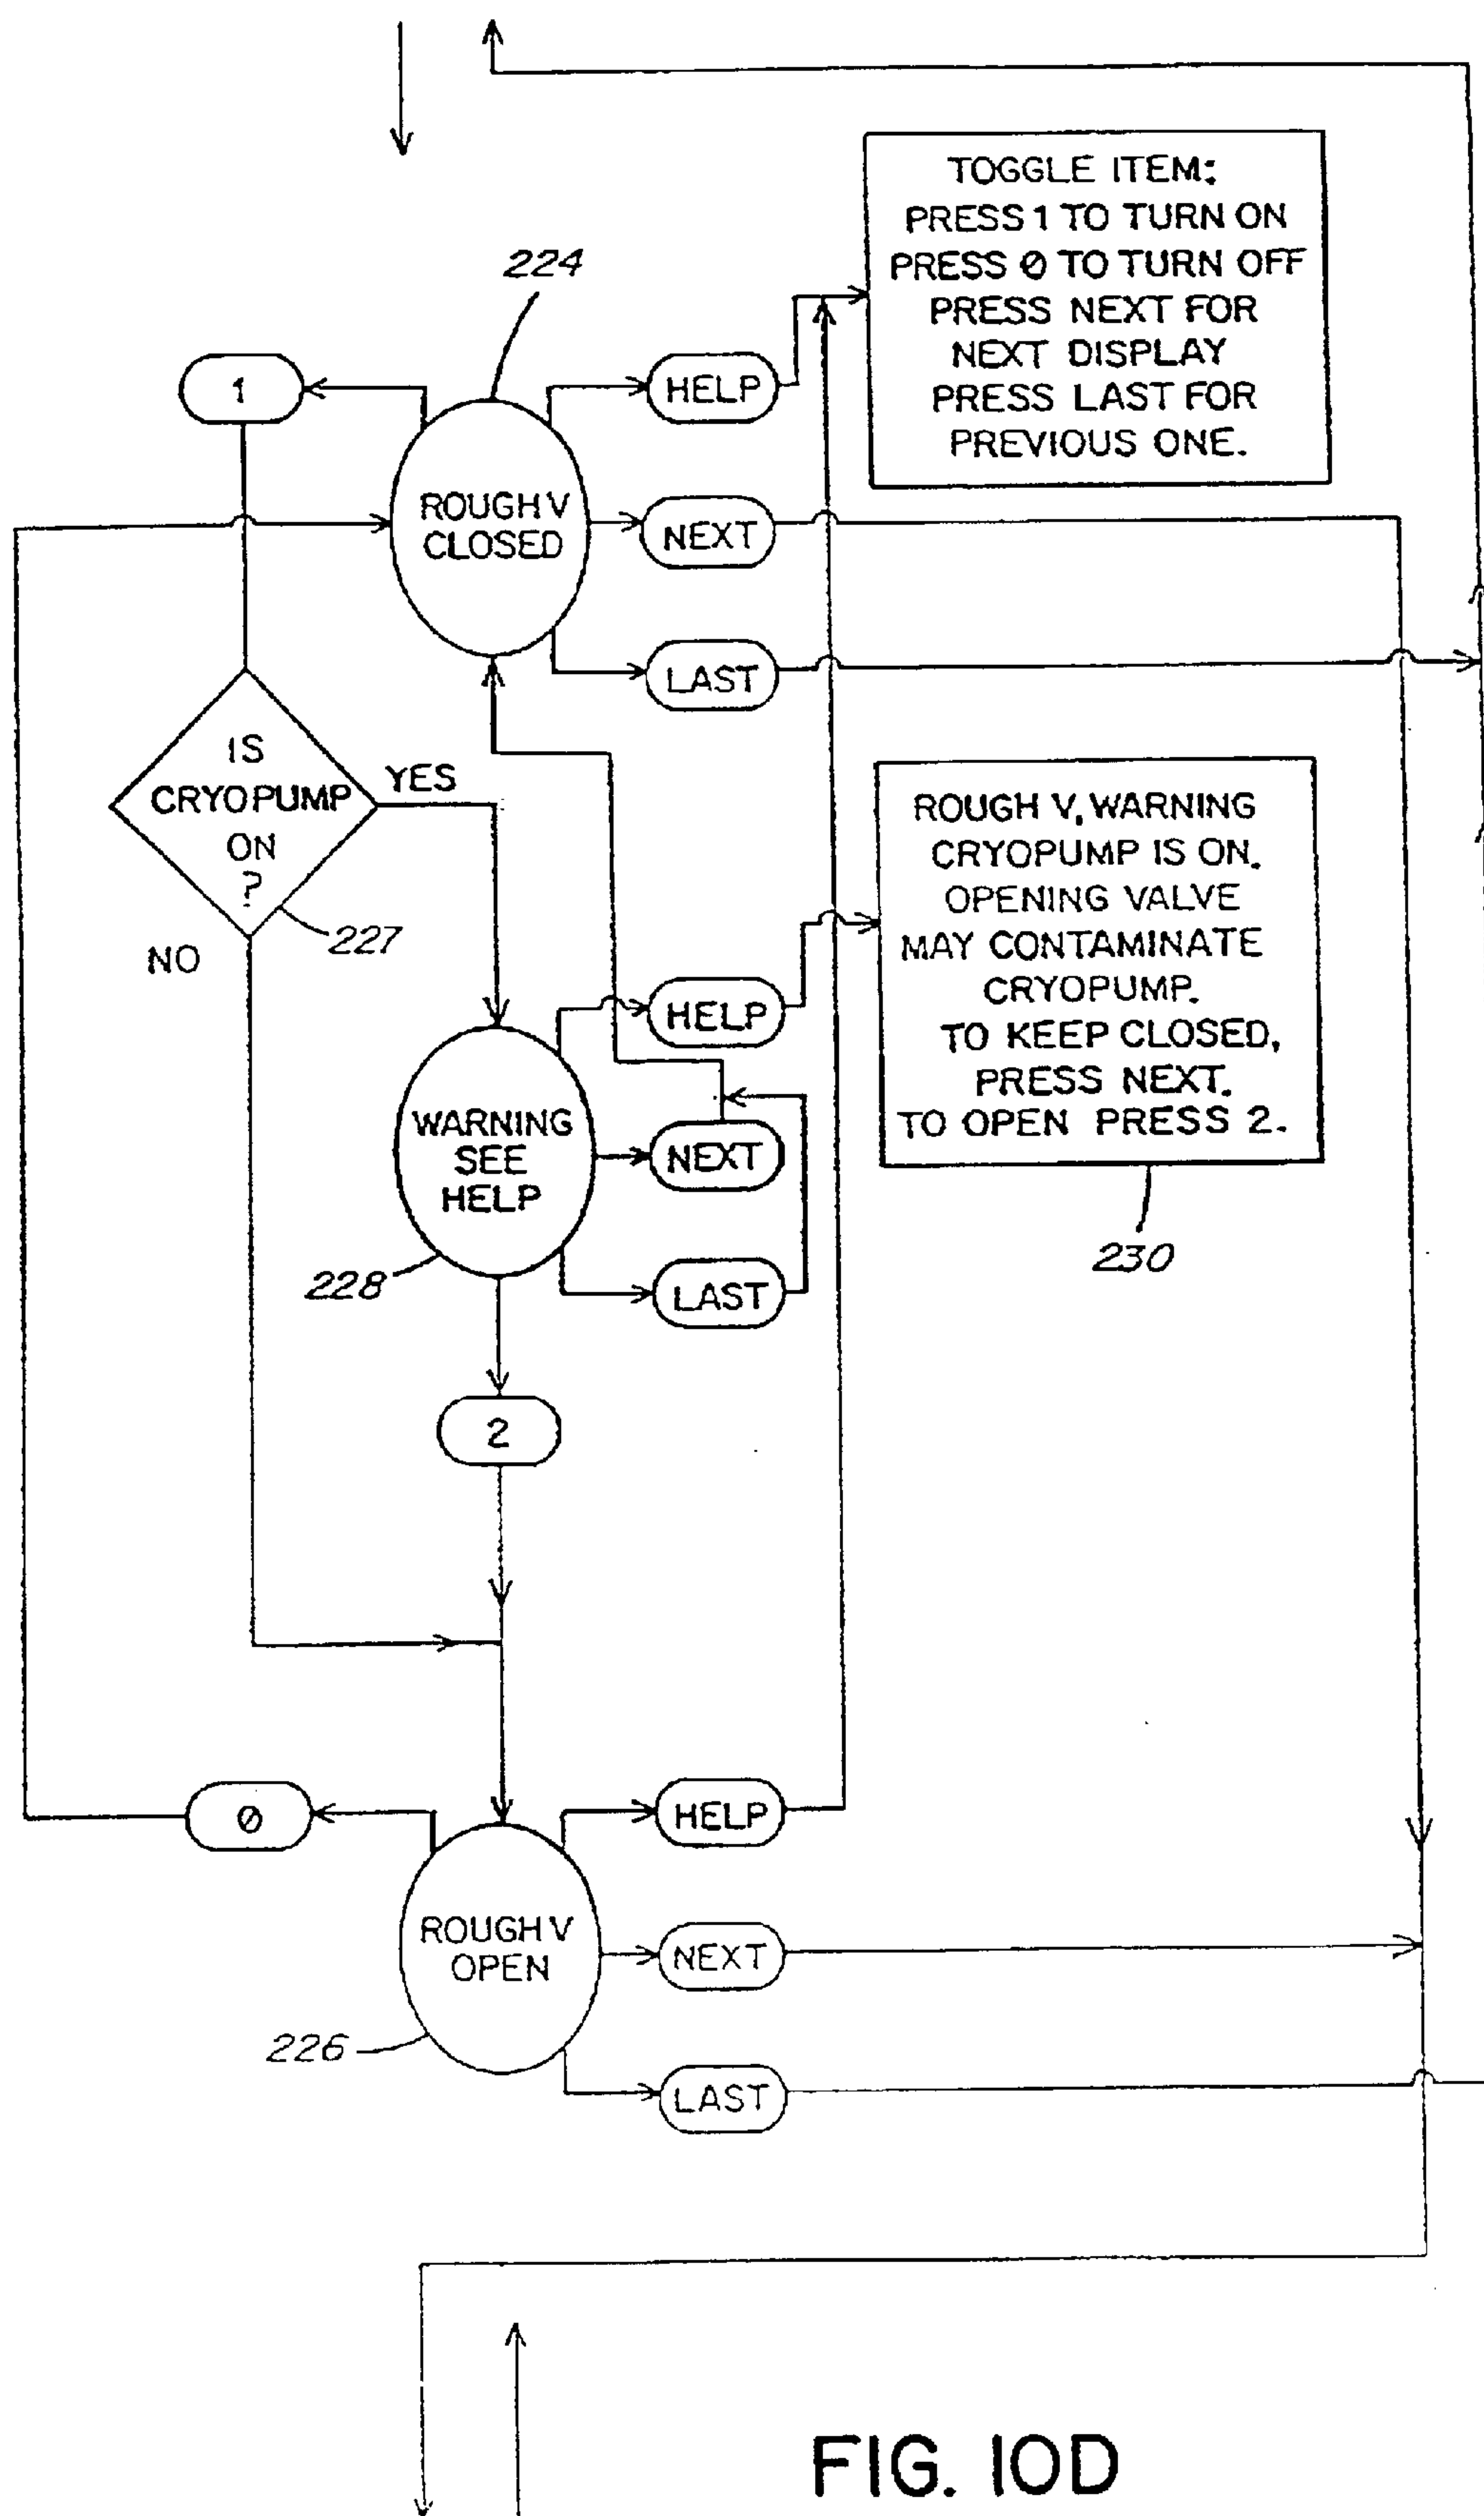 TOGGLE ITEM:
PRESS 1 TO TURN ON
PRESS 0 TO TURN OFF
PRESS NEXT FOR
NEXT DISPLAY
PRESS LAST FOR
PREVIOUS ONE.
224
1
HELP
ROUGH V
CLOSED
NEXT
LAST
IS
CRYOPUMP
ON
?
YES
NO
227
ROUGH V. WARNING
CRYOPUMP IS ON.
OPENING VALVE
MAY CONTAMINATE
CRYOPUMP.
TO KEEP CLOSED,
PRESS NEXT.
TO OPEN PRESS 2.
230
HELP
WARNING
SEE
HELP
NEXT
228
LAST
2
0
HELP
ROUGH V
OPEN
NEXT
226
LAST
FIG. 10D